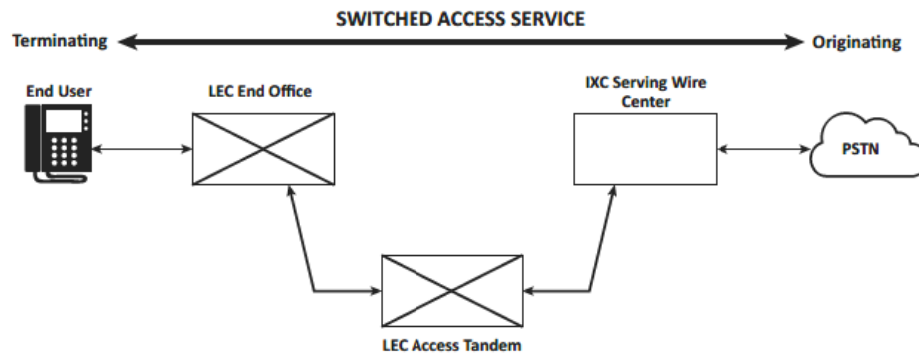 SWITCHED ACCESS SERVICE
Terminating
Originating
End User
LEC End Office
IXC Serving Wire
Center
PSTN
LEC Access Tandem